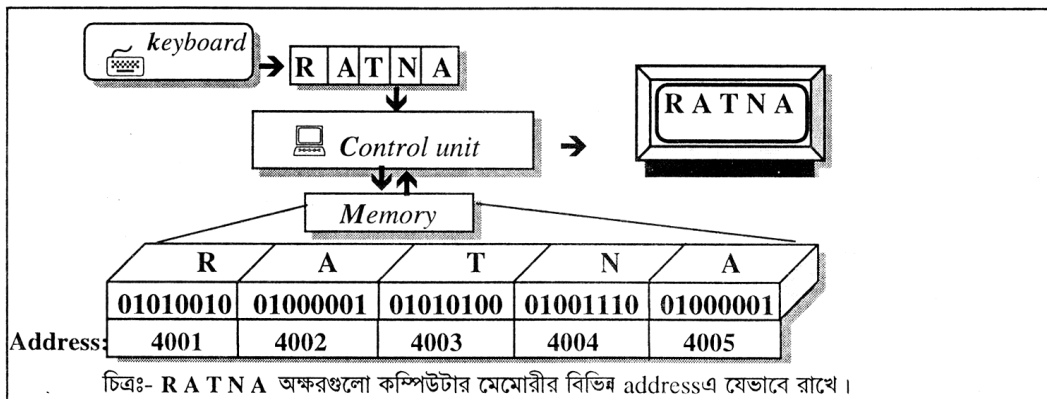 keyboard
R A T N A
R A T N A
Control unit
Memory
R A T N A
01010010 01000001 01010100 01001110 01000001
Address: 4001 4002 4003 4004 4005
চিত্রঃ- R A T N A অক্ষরগুলো কম্পিউটার মেমোরীর বিভিন্ন addressএ যেভাবে রাখে।